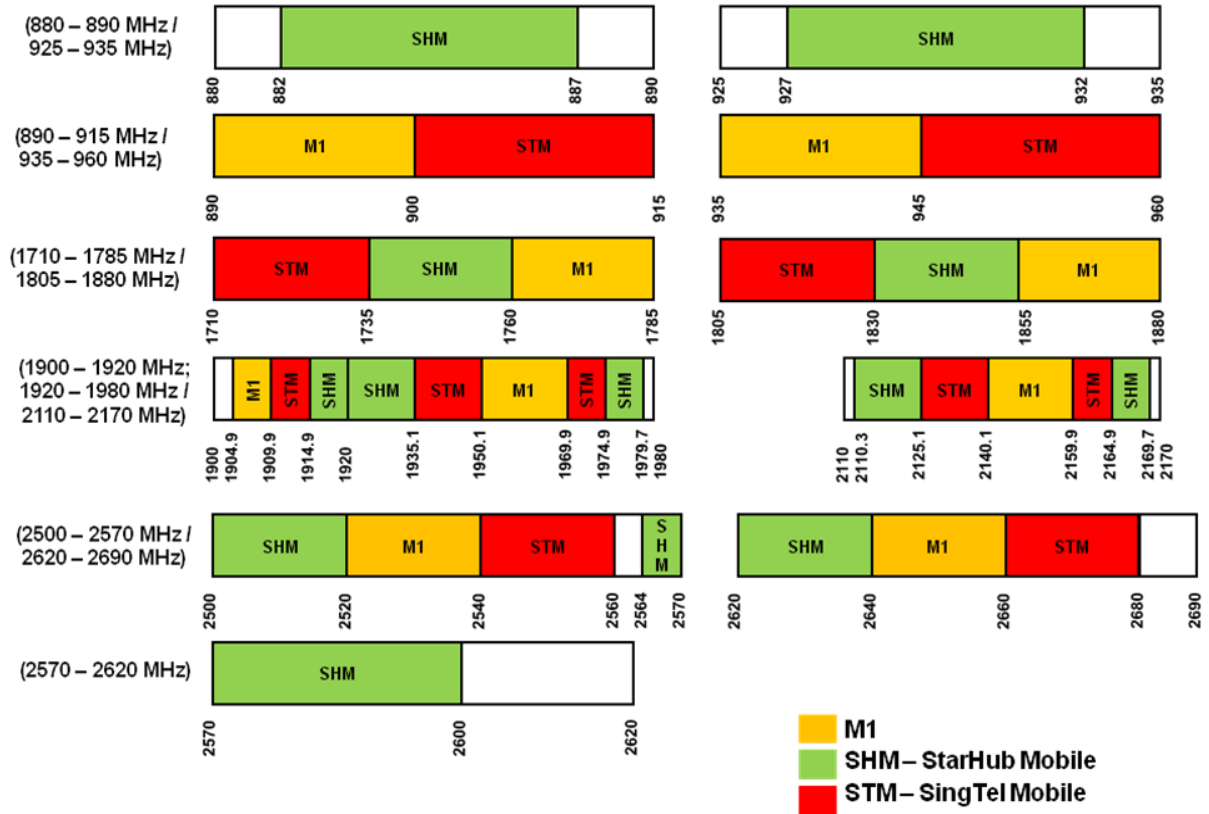 (880 – 890 MHz /
925 – 935 MHz)
SHM
SHM
880
882
887
890
925
927
932
935
(890 – 915 MHz /
935 – 960 MHz)
M1
STM
M1
STM
890
900
915
935
945
960
(1710 – 1785 MHz /
1805 – 1880 MHz)
STM
SHM
M1
STM
SHM
M1
1710
1735
1760
1785
1805
1830
1855
1880
(1900 – 1920 MHz;
1920 – 1980 MHz /
2110 – 2170 MHz)
M1
STM
SHM
SHM
STM
M1
STM
SHM
SHM
STM
M1
STM
SHM
1900
1904.9
1909.9
1914.9
1920
1935.1
1950.1
1969.9
1974.9
1979.7
1980
2110
2110.3
2125.1
2140.1
2159.9
2164.9
2169.7
2170
(2500 – 2570 MHz /
2620 – 2690 MHz)
SHM
M1
STM
SHM
SHM
M1
STM
2500
2520
2540
2560
2564
2570
2620
2640
2660
2680
2690
(2570 – 2620 MHz)
SHM
2570
2600
2620
M1
SHM – StarHub Mobile
STM – SingTel Mobile